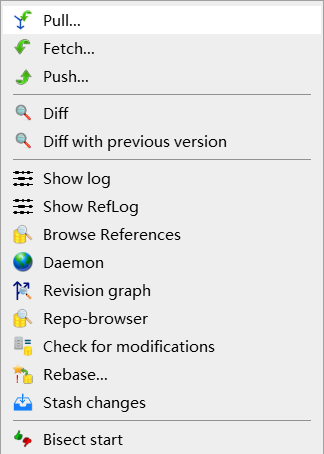 Pull...
Fetch...
Push...
Diff
Diff with previous version
Show log
Show RefLog
Browse References
Daemon
Revision graph
Repo-browser
Check for modifications
Rebase...
Stash changes
Bisect start